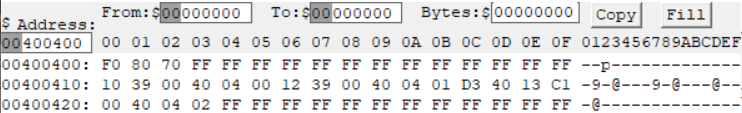 $ Address: From:$00000000 To:$00000000 Bytes:$00000000 Copy Fill
00400400 00 01 02 03 04 05 06 07 08 09 0A 0B 0C 0D 0E 0F 0123456789ABCDEF
00400400: F0 80 70 FF FF FF FF FF FF FF FF FF FF FF FF FF --p-------------
00400410: 10 39 00 40 04 00 12 39 00 40 04 01 D3 40 13 C1 -9-@---9-@---@--
00400420: 00 40 04 02 FF FF FF FF FF FF FF FF FF FF FF FF -@--------------